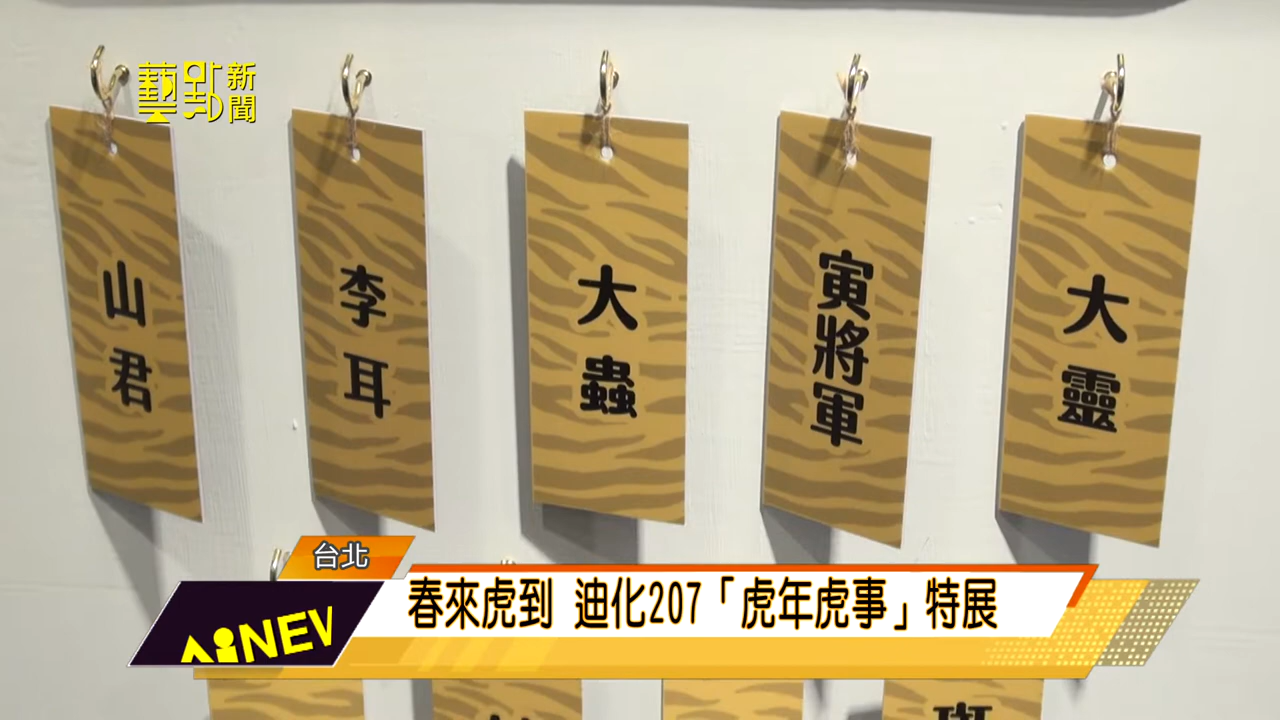 藝點新聞
山君
李耳
大蟲
寅將軍
大靈
台北
春來虎到 迪化207「虎年虎事」特展